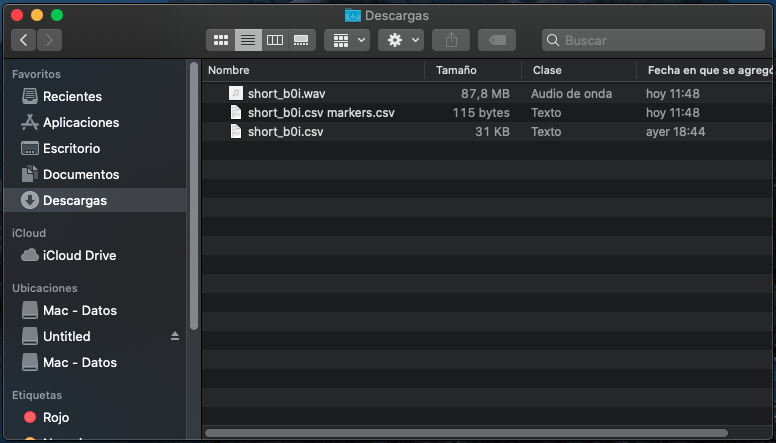 Descargas
Buscar
Favoritos
Recientes
Aplicaciones
Escritorio
Documentos
Descargas
iCloud
iCloud Drive
Ubicaciones
Mac - Datos
Untitled
Mac - Datos
Etiquetas
Rojo
Nombre Tamaño Clase Fecha en que se agregó
short_b0i.wav 87,8 MB Audio de onda hoy 11:48
short_b0i.csv markers.csv 115 bytes Texto hoy 11:48
short_b0i.csv 31 KB Texto ayer 18:44